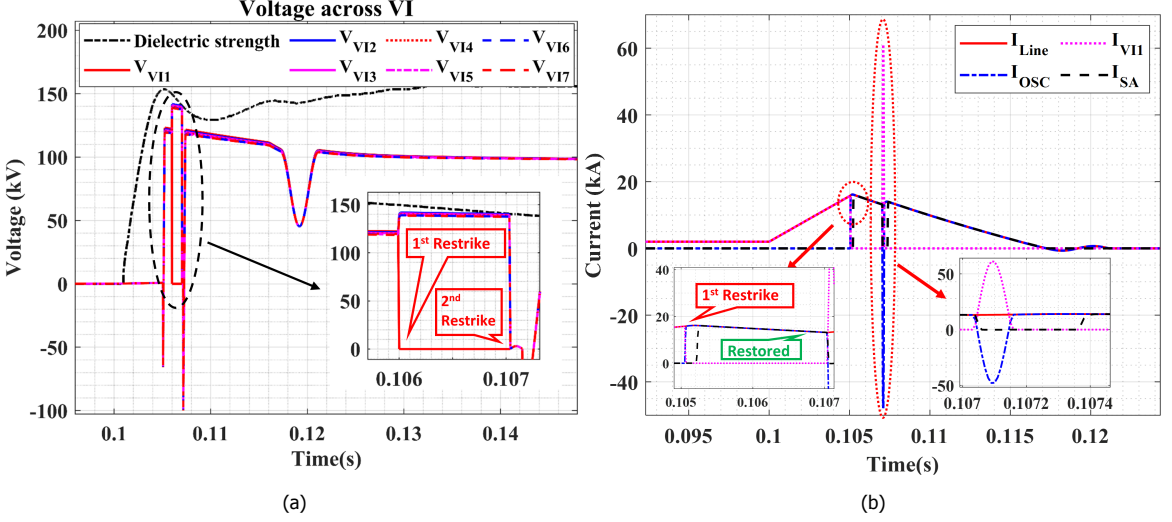 Voltage across VI
Dielectric strength
V_VI1
V_VI2
V_VI3
V_VI4
V_VI5
V_VI6
V_VI7
Voltage (kV)
200
150
100
50
0
-50
-100
0.1
0.11
0.12
0.13
0.14
Time(s)
150
100
50
0
0.106
0.107
1st Restrike
2nd
Restrike
(a)
I_Line
I_OSC
I_VI1
I_SA
Current (kA)
60
40
20
0
-20
-40
0.095
0.1
0.105
0.11
0.115
0.12
Time(s)
40
20
0
0.105
0.106
0.107
1st Restrike
Restored
50
0
-50
0.107
0.1072
0.1074
(b)